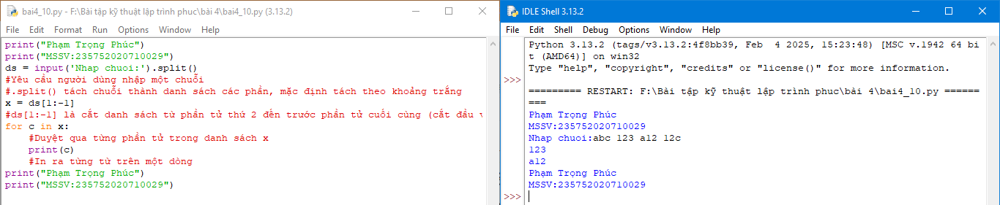 bai4_10.py - F:\Bài tập kỹ thuật lập trình phuc\bài 4\bai4_10.py (3.13.2)
File Edit Format Run Options Window Help
print("Phạm Trọng Phúc")
print("MSSV:235752020710029")
ds = input('Nhap chuoi:').split()
#Yêu cầu người dùng nhập một chuỗi
#.split() tách chuỗi thành danh sách các phần, mặc định tách theo khoảng trắng
x = ds[1:-1]
#ds[1:-1] là cắt danh sách từ phần tử thứ 2 đến trước phần tử cuối cùng (cắt đầu v
for c in x:
#Duyệt qua từng phần tử trong danh sách x
print(c)
#In ra từng từ trên một dòng
print("Phạm Trọng Phúc")
print("MSSV:235752020710029")
IDLE Shell 3.13.2
File Edit Shell Debug Options Window Help
Python 3.13.2 (tags/v3.13.2:4f8bb39, Feb  4 2025, 15:23:48) [MSC v.1942 64 bi
t (AMD64)] on win32
Type "help", "copyright", "credits" or "license()" for more information.
>>>
========= RESTART: F:\Bài tập kỹ thuật lập trình phuc\bài 4\bai4_10.py ======
===
Phạm Trọng Phúc
MSSV:235752020710029
Nhap chuoi:abc 123 a12 12c
123
a12
Phạm Trọng Phúc
MSSV:235752020710029
>>>